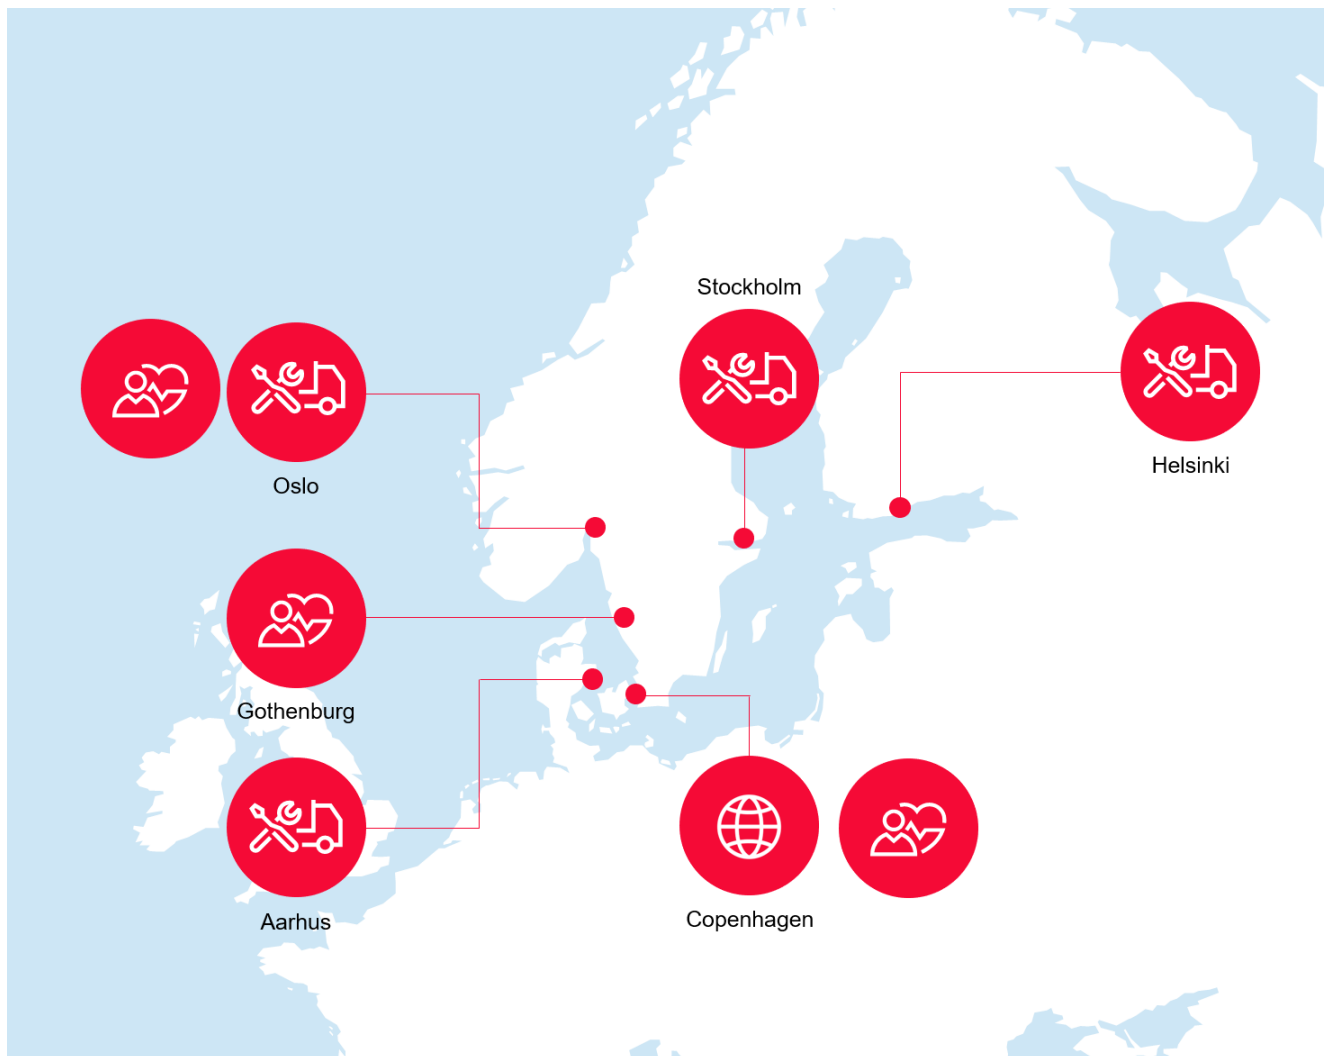 Stockholm
Helsinki
Oslo
Gothenburg
Aarhus
Copenhagen